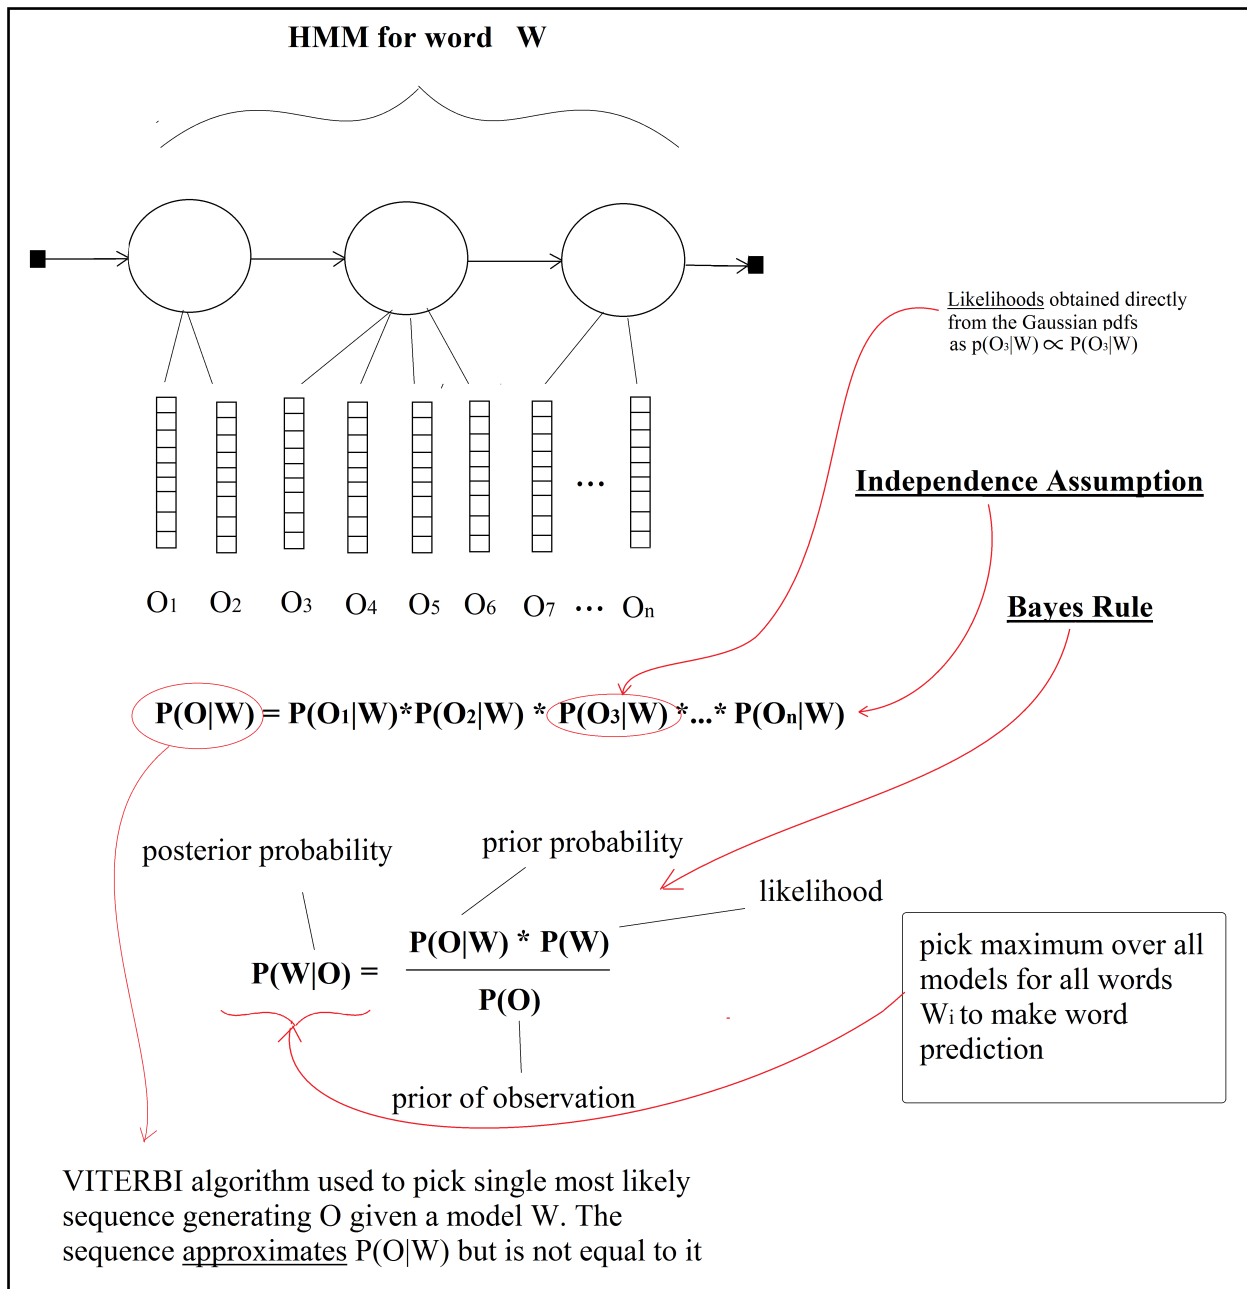 HMM for word W
Likelihoods obtained directly
from the Gaussian pdfs
as p(O₃|W) ∝ P(O₃|W)
...
Independence Assumption
O₁ O₂ O₃ O₄ O₅ O₆ O₇ ... Oₙ
Bayes Rule
P(O|W) = P(O₁|W)*P(O₂|W) * P(O₃|W) *...* P(Oₙ|W)
posterior probability
prior probability
likelihood
P(W|O) =
P(O|W) * P(W)
P(O)
prior of observation
pick maximum over all
models for all words
Wᵢ to make word
prediction
VITERBI algorithm used to pick single most likely
sequence generating O given a model W. The
sequence approximates P(O|W) but is not equal to it